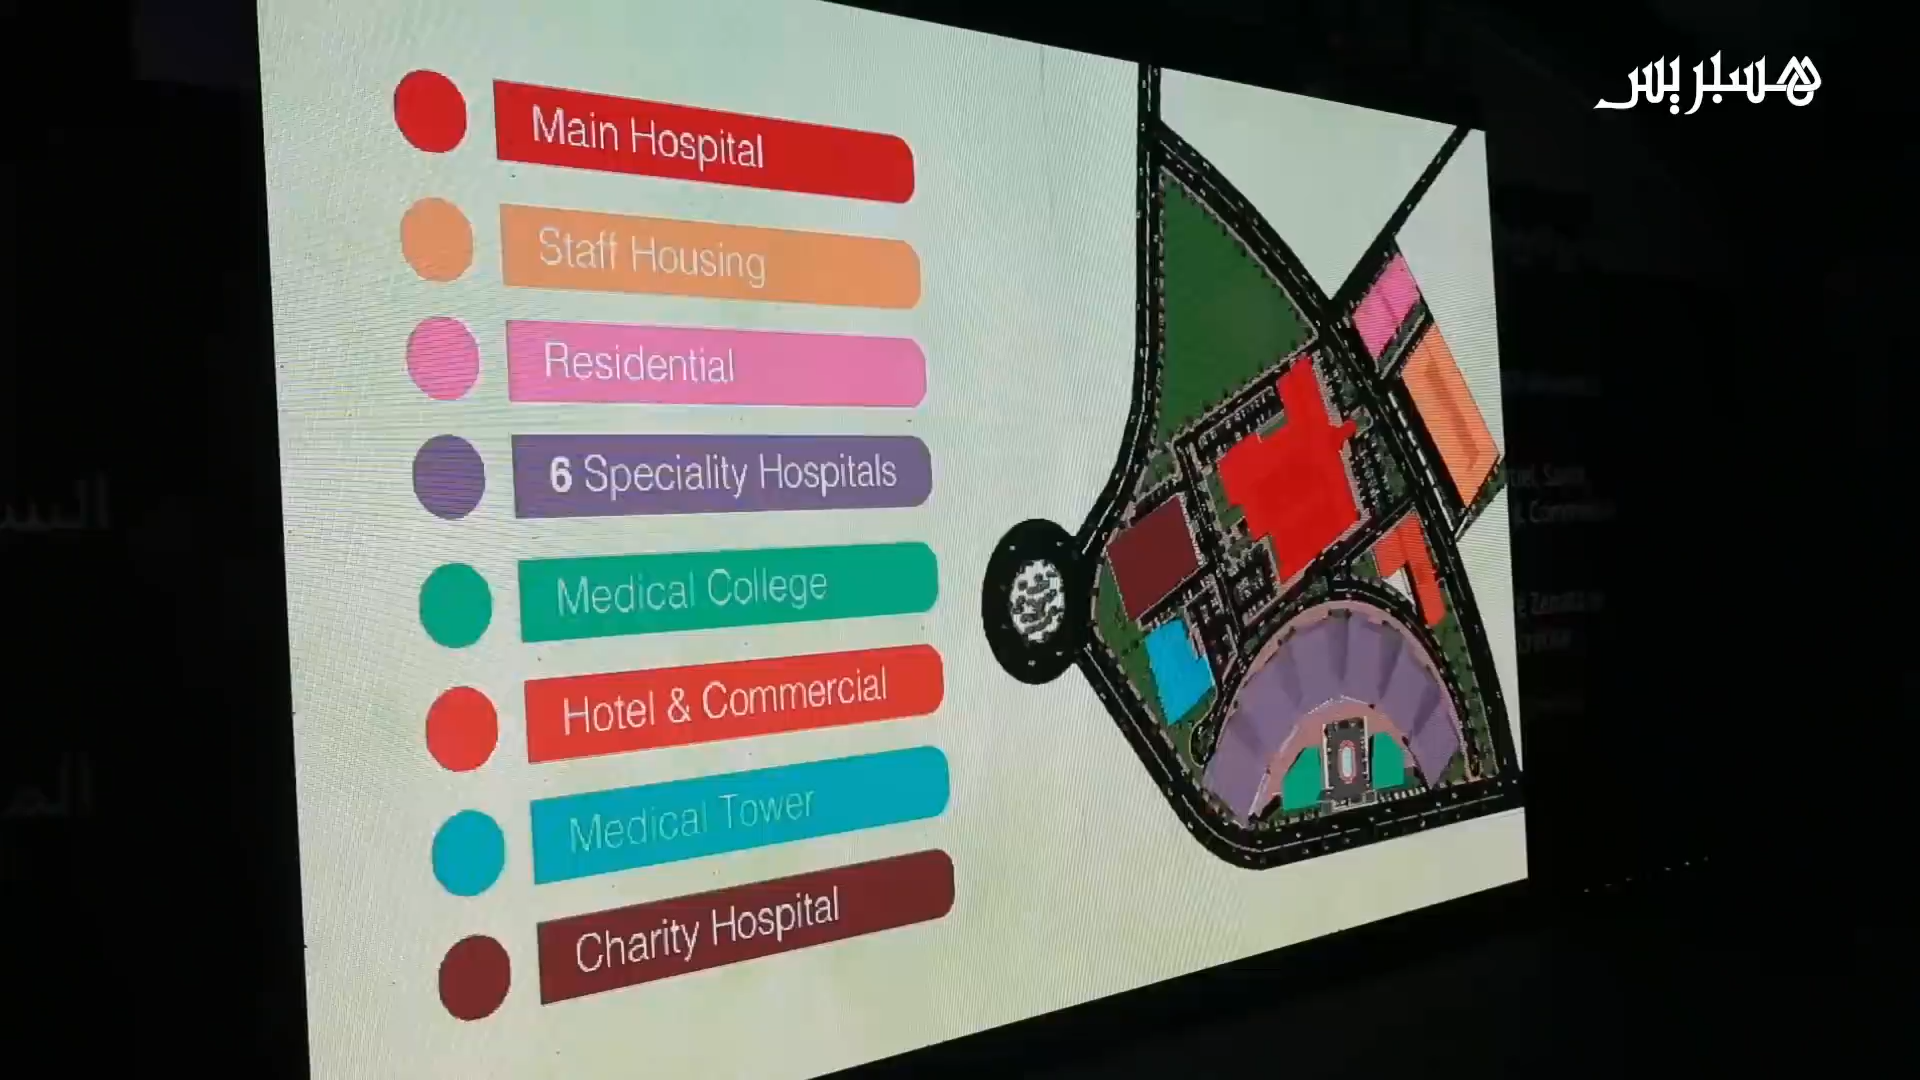 هسبريس
Main Hospital
Staff Housing
Residential
6 Speciality Hospitals
Medical College
Hotel & Commercial
Medical Tower
Charity Hospital